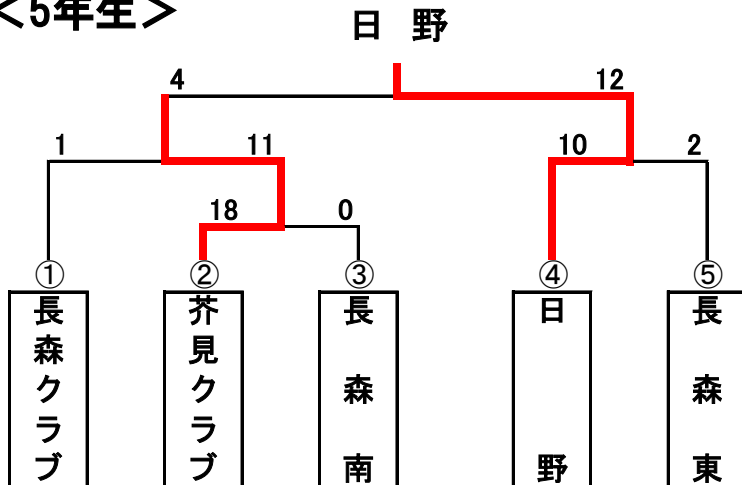 <5年生>
日 野
4 12
1 11 10 2
18 0
① ② ③ ④ ⑤
長森クラブ
芥見クラブ
長森南
日野
長森東